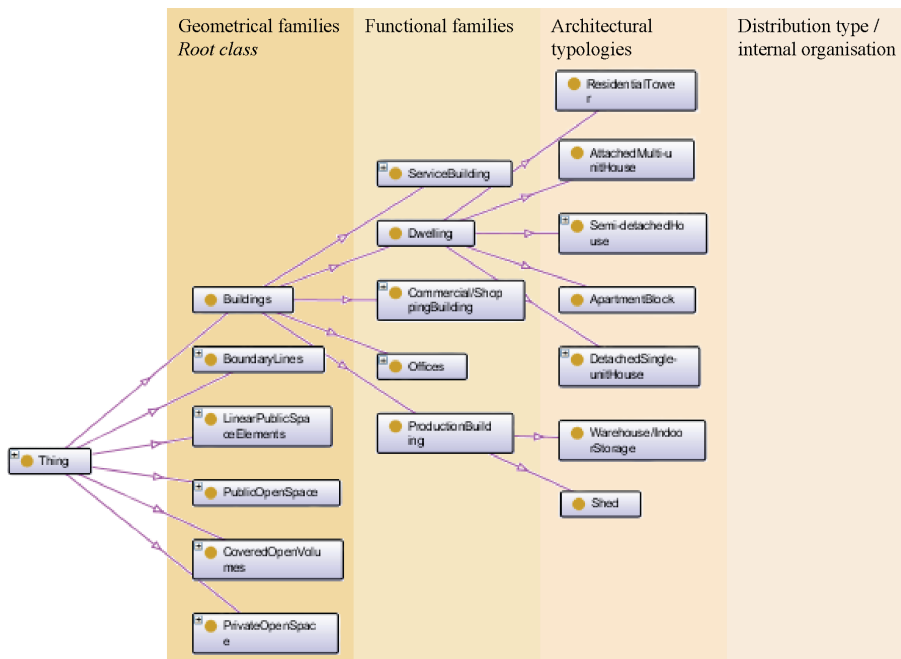 Geometrical families
Root class
Functional families
Architectural
typologies
Distribution type /
internal organisation
Thing
Buildings
BoundaryLines
LinearPublicSpa
ceElements
PublicOpenSpace
CoveredOpenVolu
mes
PrivateOpenSpac
e
ServiceBuilding
Dwelling
Commercial/Shop
pingBuilding
Offices
ProductionBuild
ing
ResidentialTowe
r
AttachedMulti-u
nitHouse
Semi-detachedHo
use
ApartmentBlock
DetachedSingle-
unitHouse
Warehouse/Indoo
rStorage
Shed